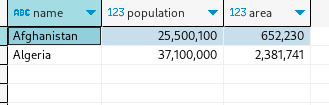 ABC name 123 population 123 area
Afghanistan 25,500,100 652,230
Algeria 37,100,000 2,381,741